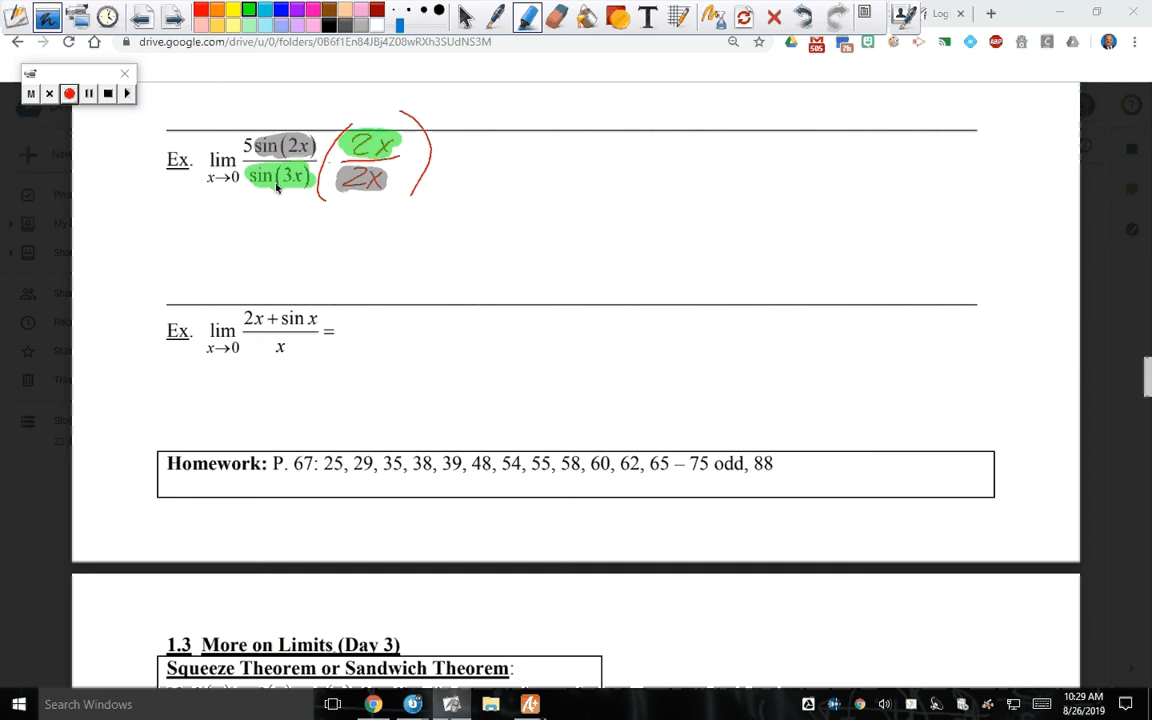 Log
drive.google.com/drive/u/0/folders/0B6f1En84JBj4Z08wRXh3SUdNS3M
M
Ex. lim x→0 5sin(2x) / sin(3x) (2x / 2x)
Ex. lim x→0 2x + sin x / x =
Homework: P. 67: 25, 29, 35, 38, 39, 48, 54, 55, 58, 60, 62, 65 – 75 odd, 88
1.3 More on Limits (Day 3)
Squeeze Theorem or Sandwich Theorem:
Search Windows
10:29 AM
8/26/2019